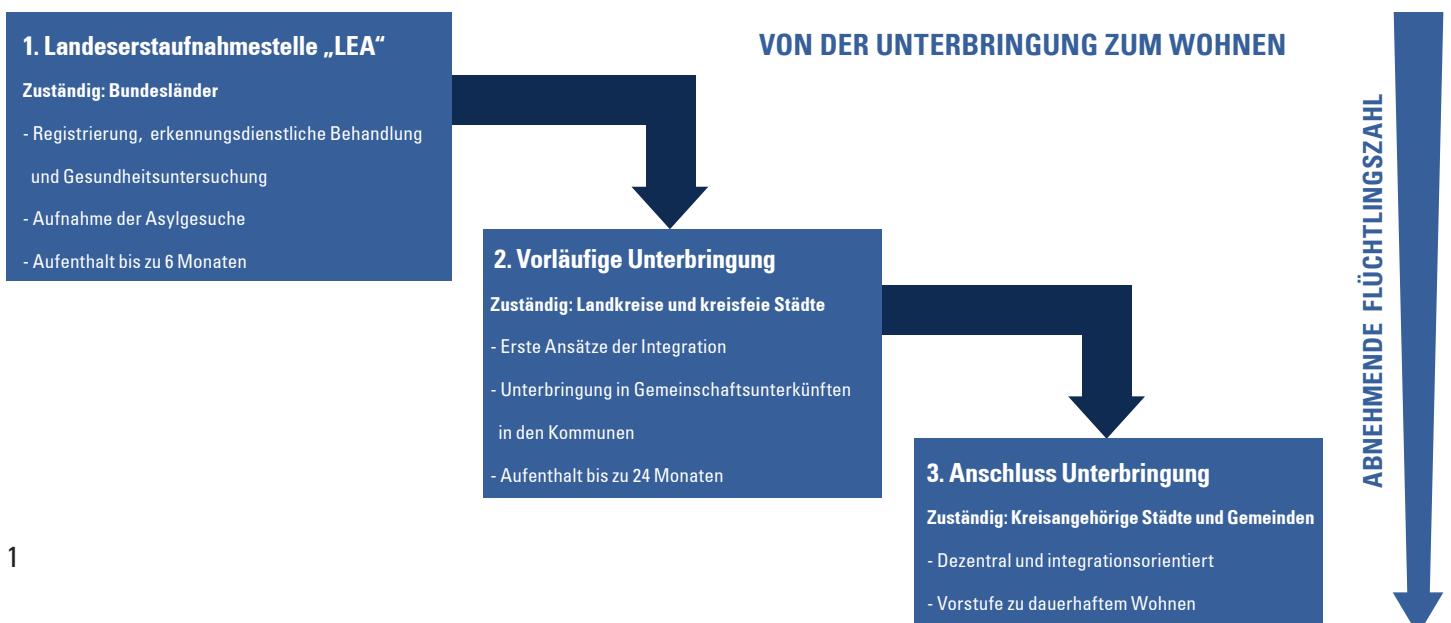 1. Landeserstaufnahmestelle „LEA“
Zuständig: Bundesländer
- Registrierung, erkennungsdienstliche Behandlung
und Gesundheitsuntersuchung
- Aufnahme der Asylgesuche
- Aufenthalt bis zu 6 Monaten
VON DER UNTERBRINGUNG ZUM WOHNEN
2. Vorläufige Unterbringung
Zuständig: Landkreise und kreisfeie Städte
- Erste Ansätze der Integration
- Unterbringung in Gemeinschaftsunterkünften
in den Kommunen
- Aufenthalt bis zu 24 Monaten
3. Anschluss Unterbringung
Zuständig: Kreisangehörige Städte und Gemeinden
- Dezentral und integrationsorientiert
- Vorstufe zu dauerhaftem Wohnen
ABNEHMENDE FLÜCHTLINGSZAHL
1